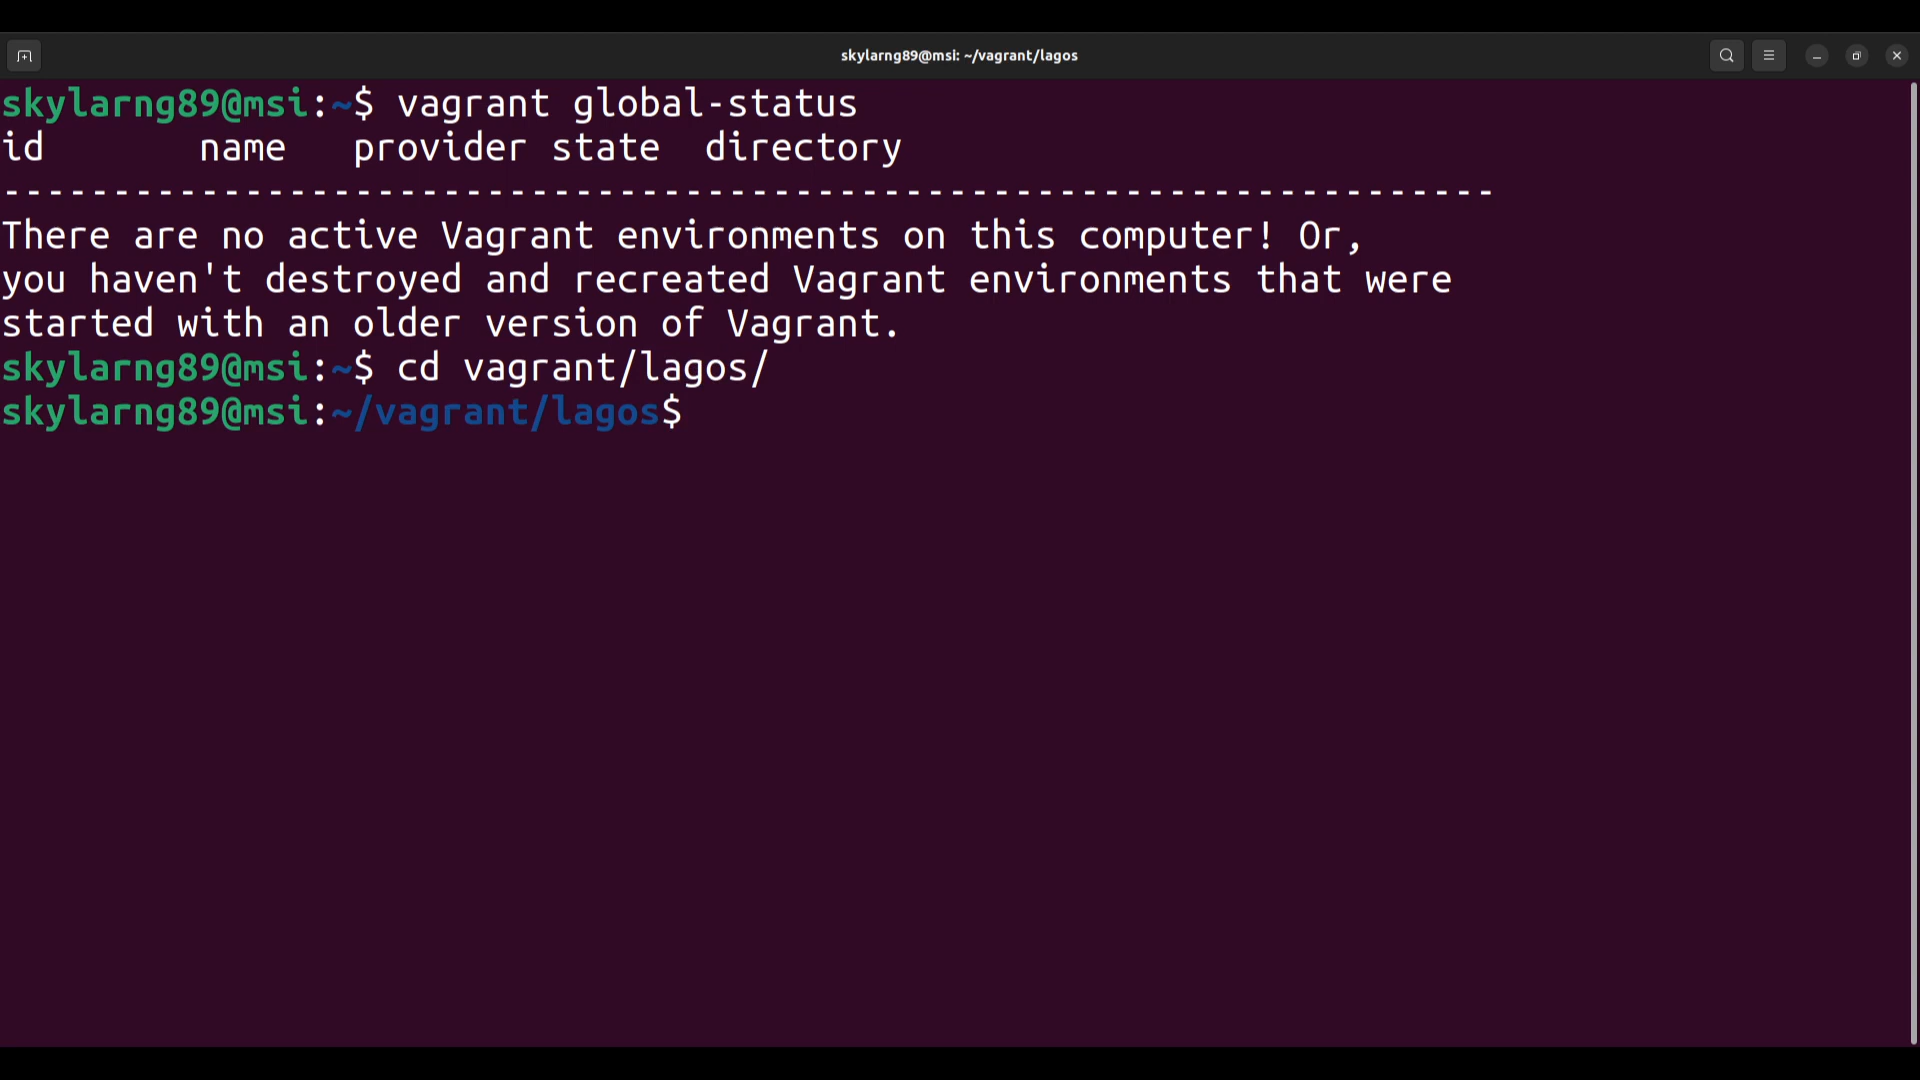 skylarng89@msi: ~/vagrant/lagos
skylarng89@msi:~$ vagrant global-status
id       name   provider state  directory
--------------------------------------------------------------------
There are no active Vagrant environments on this computer! Or,
you haven't destroyed and recreated Vagrant environments that were
started with an older version of Vagrant.
skylarng89@msi:~$ cd vagrant/lagos/
skylarng89@msi:~/vagrant/lagos$